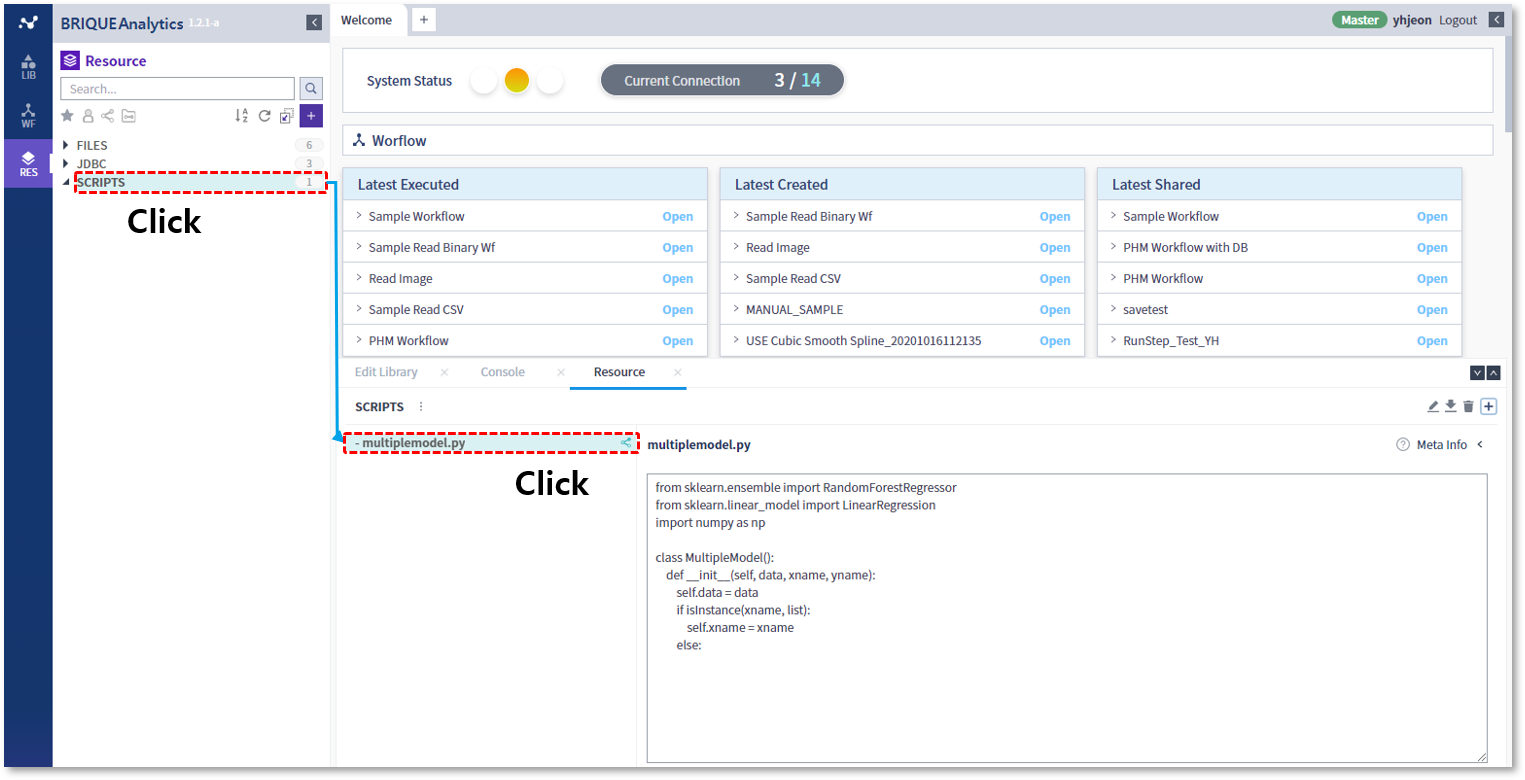 BRIQUE Analytics 1.2.1-a
Welcome
+
Master yhjeon Logout
LIB
WF
RES
Resource
Search...
FILES 6
JDBC 3
SCRIPTS 1
Click
System Status
Current Connection 3 / 14
Worflow
Latest Executed
Sample Workflow Open
Sample Read Binary Wf Open
Read Image Open
Sample Read CSV Open
PHM Workflow Open
Latest Created
Sample Read Binary Wf Open
Read Image Open
Sample Read CSV Open
MANUAL_SAMPLE Open
USE Cubic Smooth Spline_20201016112135 Open
Latest Shared
Sample Workflow Open
PHM Workflow with DB Open
PHM Workflow Open
savetest Open
RunStep_Test_YH Open
Edit Library × Console × Resource ×
SCRIPTS
- multiplemodel.py
Click
multiplemodel.py
? Meta Info <
from sklearn.ensemble import RandomForestRegressor
from sklearn.linear_model import LinearRegression
import numpy as np
class MultipleModel():
def __init__(self, data, xname, yname):
self.data = data
if isInstance(xname, list):
self.xname = xname
else: